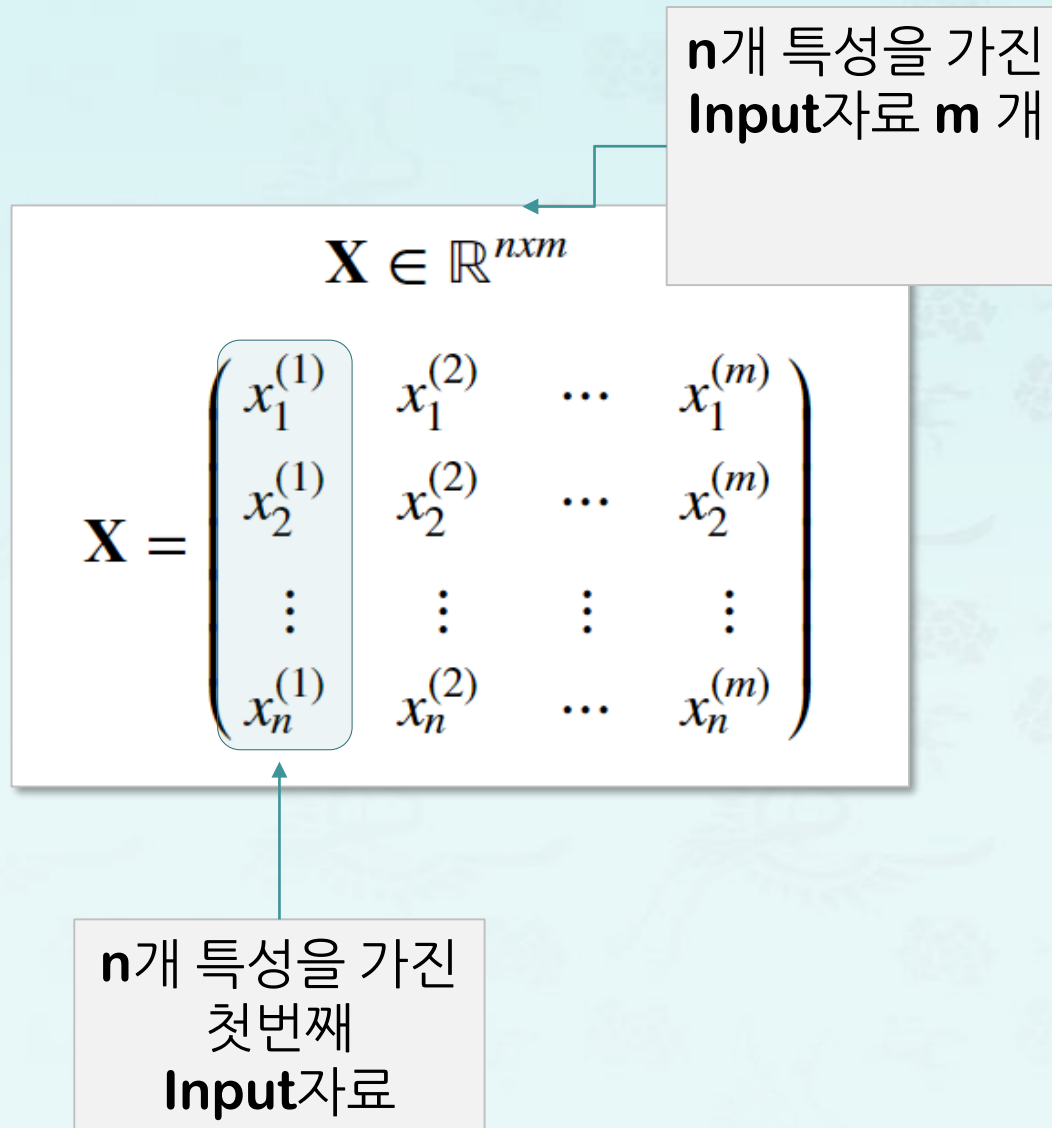 n개 특성을 가진
Input자료 m 개
X ∈ ℝ^{nxm}
X = ( x_1^{(1)} x_1^{(2)} ⋯ x_1^{(m)}
x_2^{(1)} x_2^{(2)} ⋯ x_2^{(m)}
⋮ ⋮ ⋮ ⋮
x_n^{(1)} x_n^{(2)} ⋯ x_n^{(m)} )
n개 특성을 가진
첫번째
Input자료